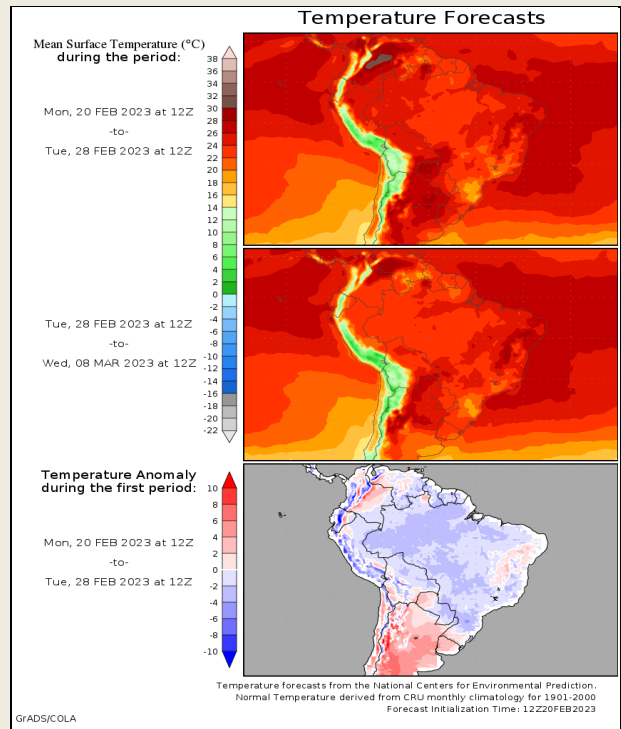 Temperature Forecasts
Mean Surface Temperature (°C)
during the period:
Mon, 20 FEB 2023 at 12Z
-to-
Tue, 28 FEB 2023 at 12Z
38
36
34
32
30
28
26
24
22
20
18
16
14
12
10
8
6
4
2
0
-2
-4
-6
-8
-10
-12
-14
-16
-18
-20
-22
Tue, 28 FEB 2023 at 12Z
-to-
Wed, 08 MAR 2023 at 12Z
Temperature Anomaly
during the first period:
Mon, 20 FEB 2023 at 12Z
-to-
Tue, 28 FEB 2023 at 12Z
10
8
6
4
2
0
-2
-4
-6
-8
-10
Temperature forecasts from the National Centers for Environmental Prediction.
Normal Temperature derived from CRU monthly climatology for 1901-2000
Forecast Initialization Time: 12Z20FEB2023
GrADS/COLA